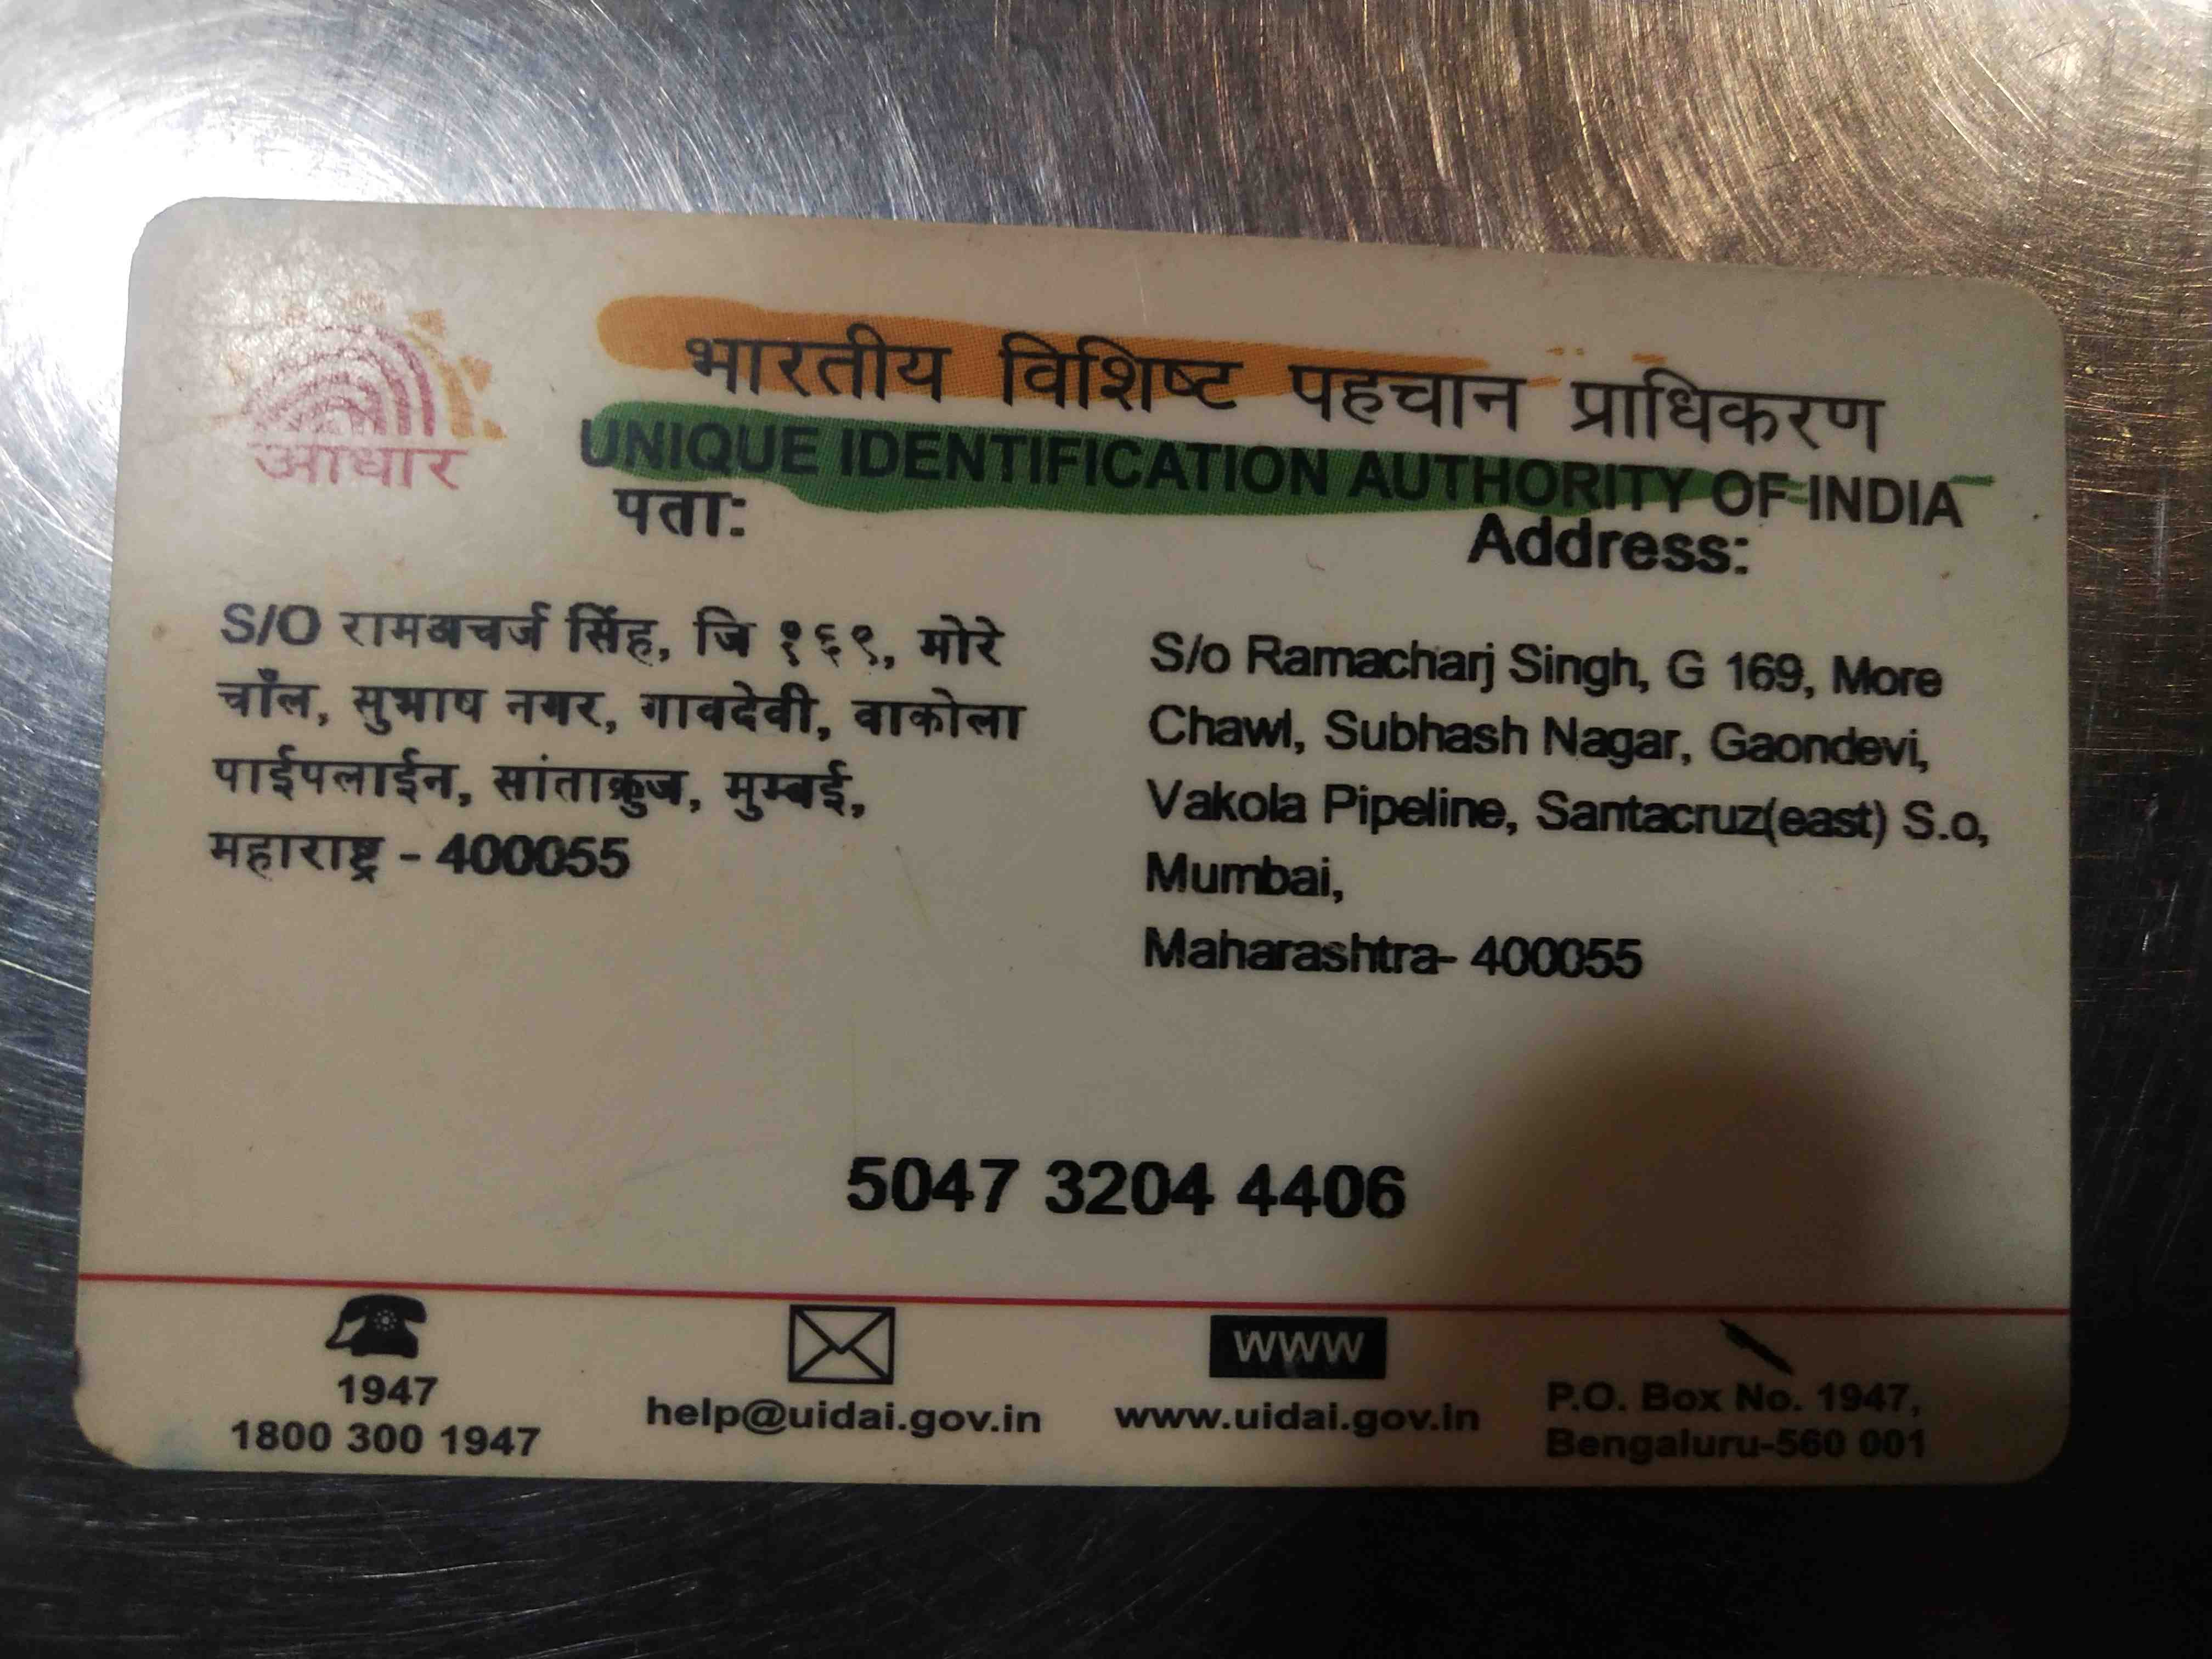 आधार
भारतीय विशिष्ट पहचान प्राधिकरण
UNIQUE IDENTIFICATION AUTHORITY OF INDIA
पता:
S/O रामअचर्ज सिंह, जि १६९, मोरे
चाँल, सुभाष नगर, गावदेवी, वाकोला
पाईपलाईन, सांताक्रुज, मुम्बई,
महाराष्ट्र - 400055
Address:
S/o Ramacharj Singh, G 169, More
Chawl, Subhash Nagar, Gaondevi,
Vakola Pipeline, Santacruz(east) S.o,
Mumbai,
Maharashtra- 400055
5047 3204 4406
1947
1800 300 1947
help@uidai.gov.in
www
www.uidai.gov.in
P.O. Box No. 1947,
Bengaluru-560 001